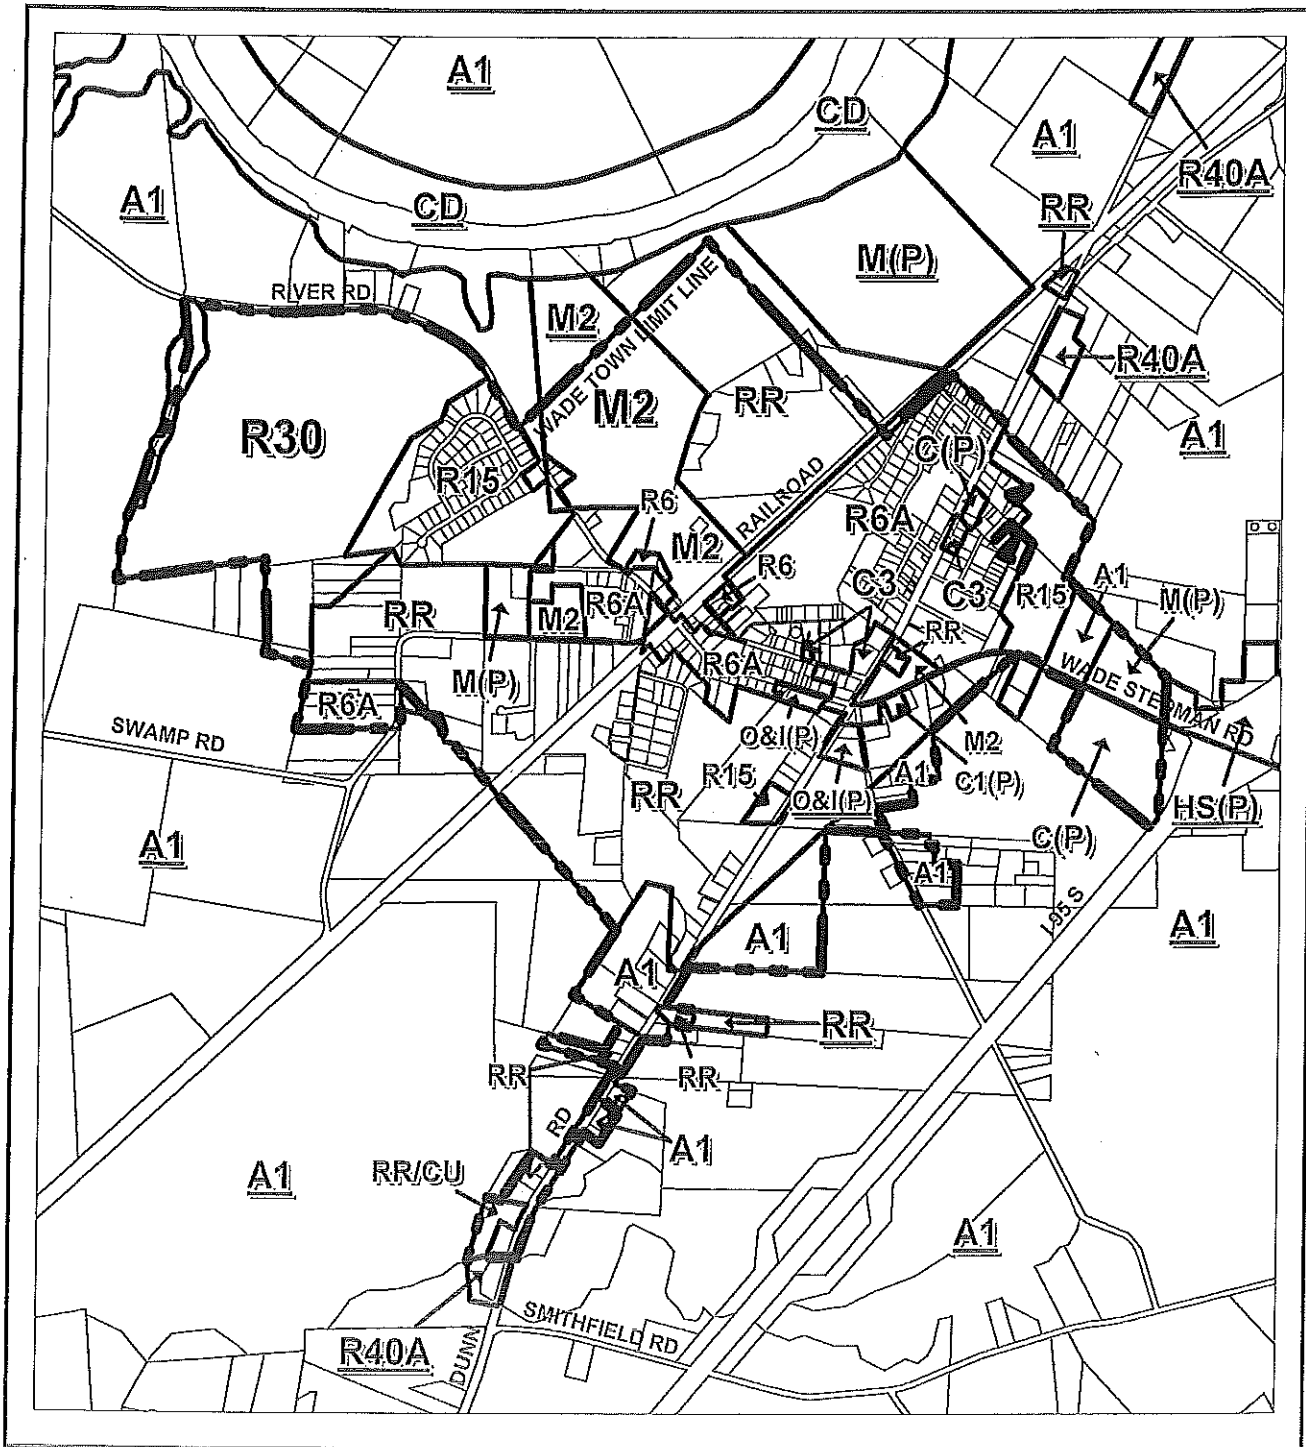 A1
CD
A1
R40A
A1
CD
RR
M(P)
RIVER RD
M2
WADE TOWN LIMIT LINE
R40A
M2
RR
R30
A1
C(P)
R15
RAILROAD
R6
R6A
M2
R6
A1
C3
C3
R15
M(P)
RR
M2
R6A
RR
R6A
WADE STEDMAN RD
M(P)
R6A
SWAMP RD
O&I(P)
M2
R15
A1
C1(P)
RR
O&I(P)
HS(P)
C(P)
A1
A1
I-95 S
A1
A1
A1
RR
RR
RR
RD
A1
RR/CU
A1
A1
SMITHFIELD RD
R40A
DUNN